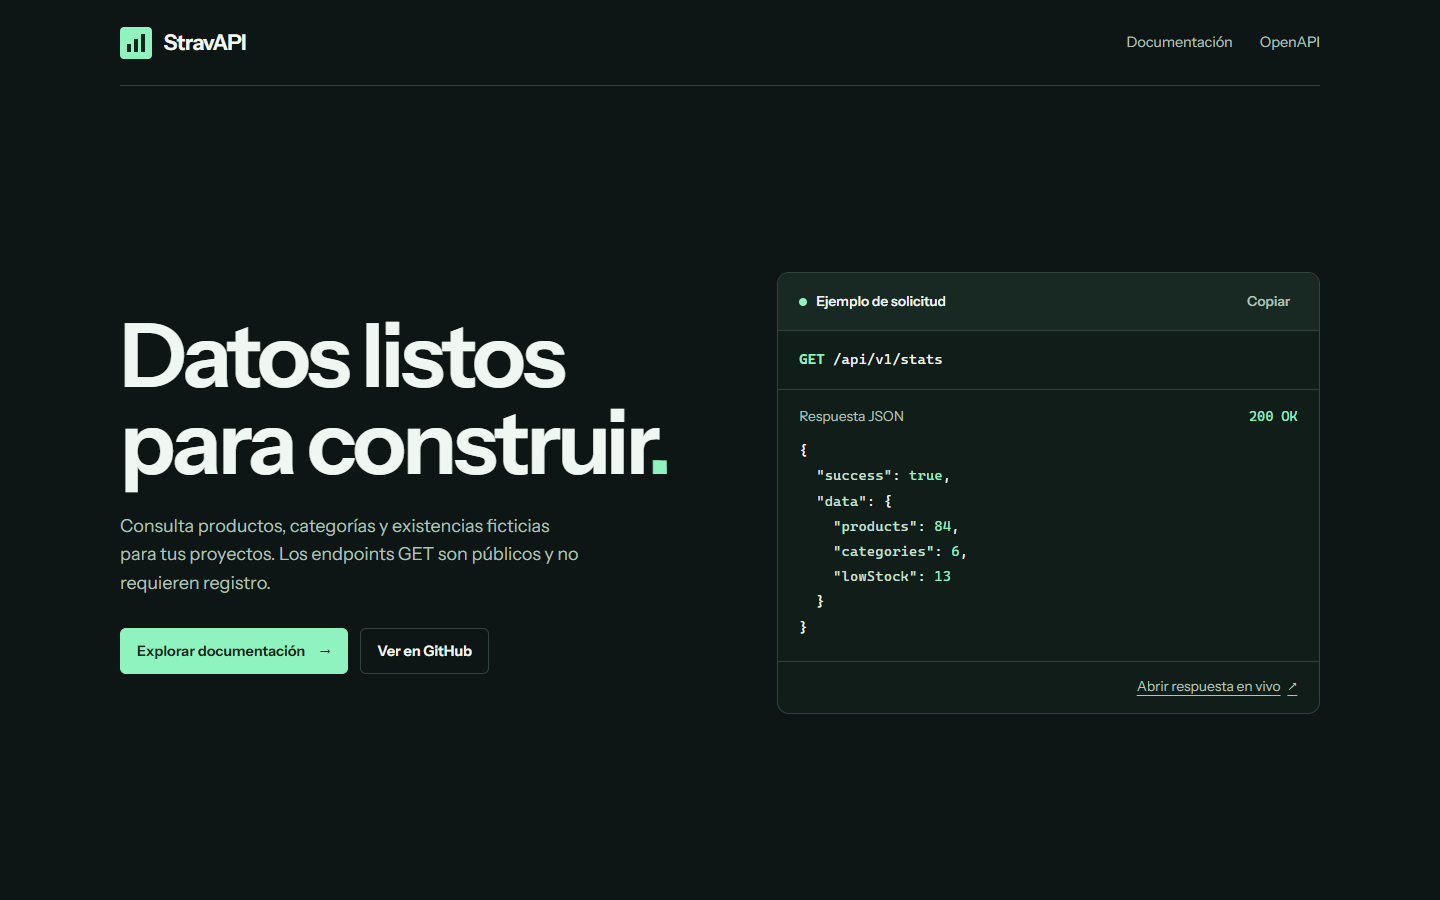 StravAPI
Documentación OpenAPI
Datos listos
para construir.
Consulta productos, categorías y existencias ficticias
para tus proyectos. Los endpoints GET son públicos y no
requieren registro.
Explorar documentación →
Ver en GitHub
Ejemplo de solicitud Copiar
GET /api/v1/stats
Respuesta JSON 200 OK
{
  "success": true,
  "data": {
    "products": 84,
    "categories": 6,
    "lowStock": 13
  }
}
Abrir respuesta en vivo ↗